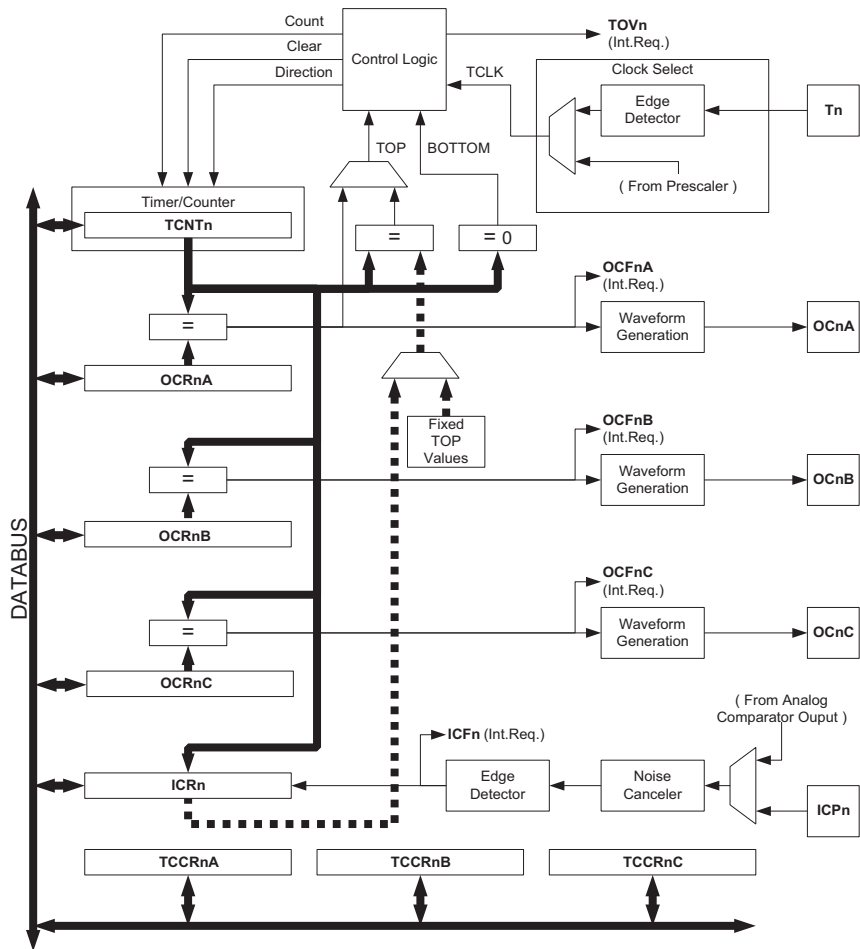 Count
Clear
Direction
Control Logic
TOVn
(Int.Req.)
TCLK
Clock Select
Edge
Detector
Tn
( From Prescaler )
TOP
BOTTOM
Timer/Counter
TCNTn
=
= 0
OCFnA
(Int.Req.)
=
Waveform
Generation
OCnA
OCRnA
Fixed
TOP
Values
OCFnB
(Int.Req.)
=
Waveform
Generation
OCnB
OCRnB
DATABUS
OCFnC
(Int.Req.)
=
Waveform
Generation
OCnC
OCRnC
( From Analog
Comparator Ouput )
ICFn (Int.Req.)
ICRn
Edge
Detector
Noise
Canceler
ICPn
TCCRnA
TCCRnB
TCCRnC